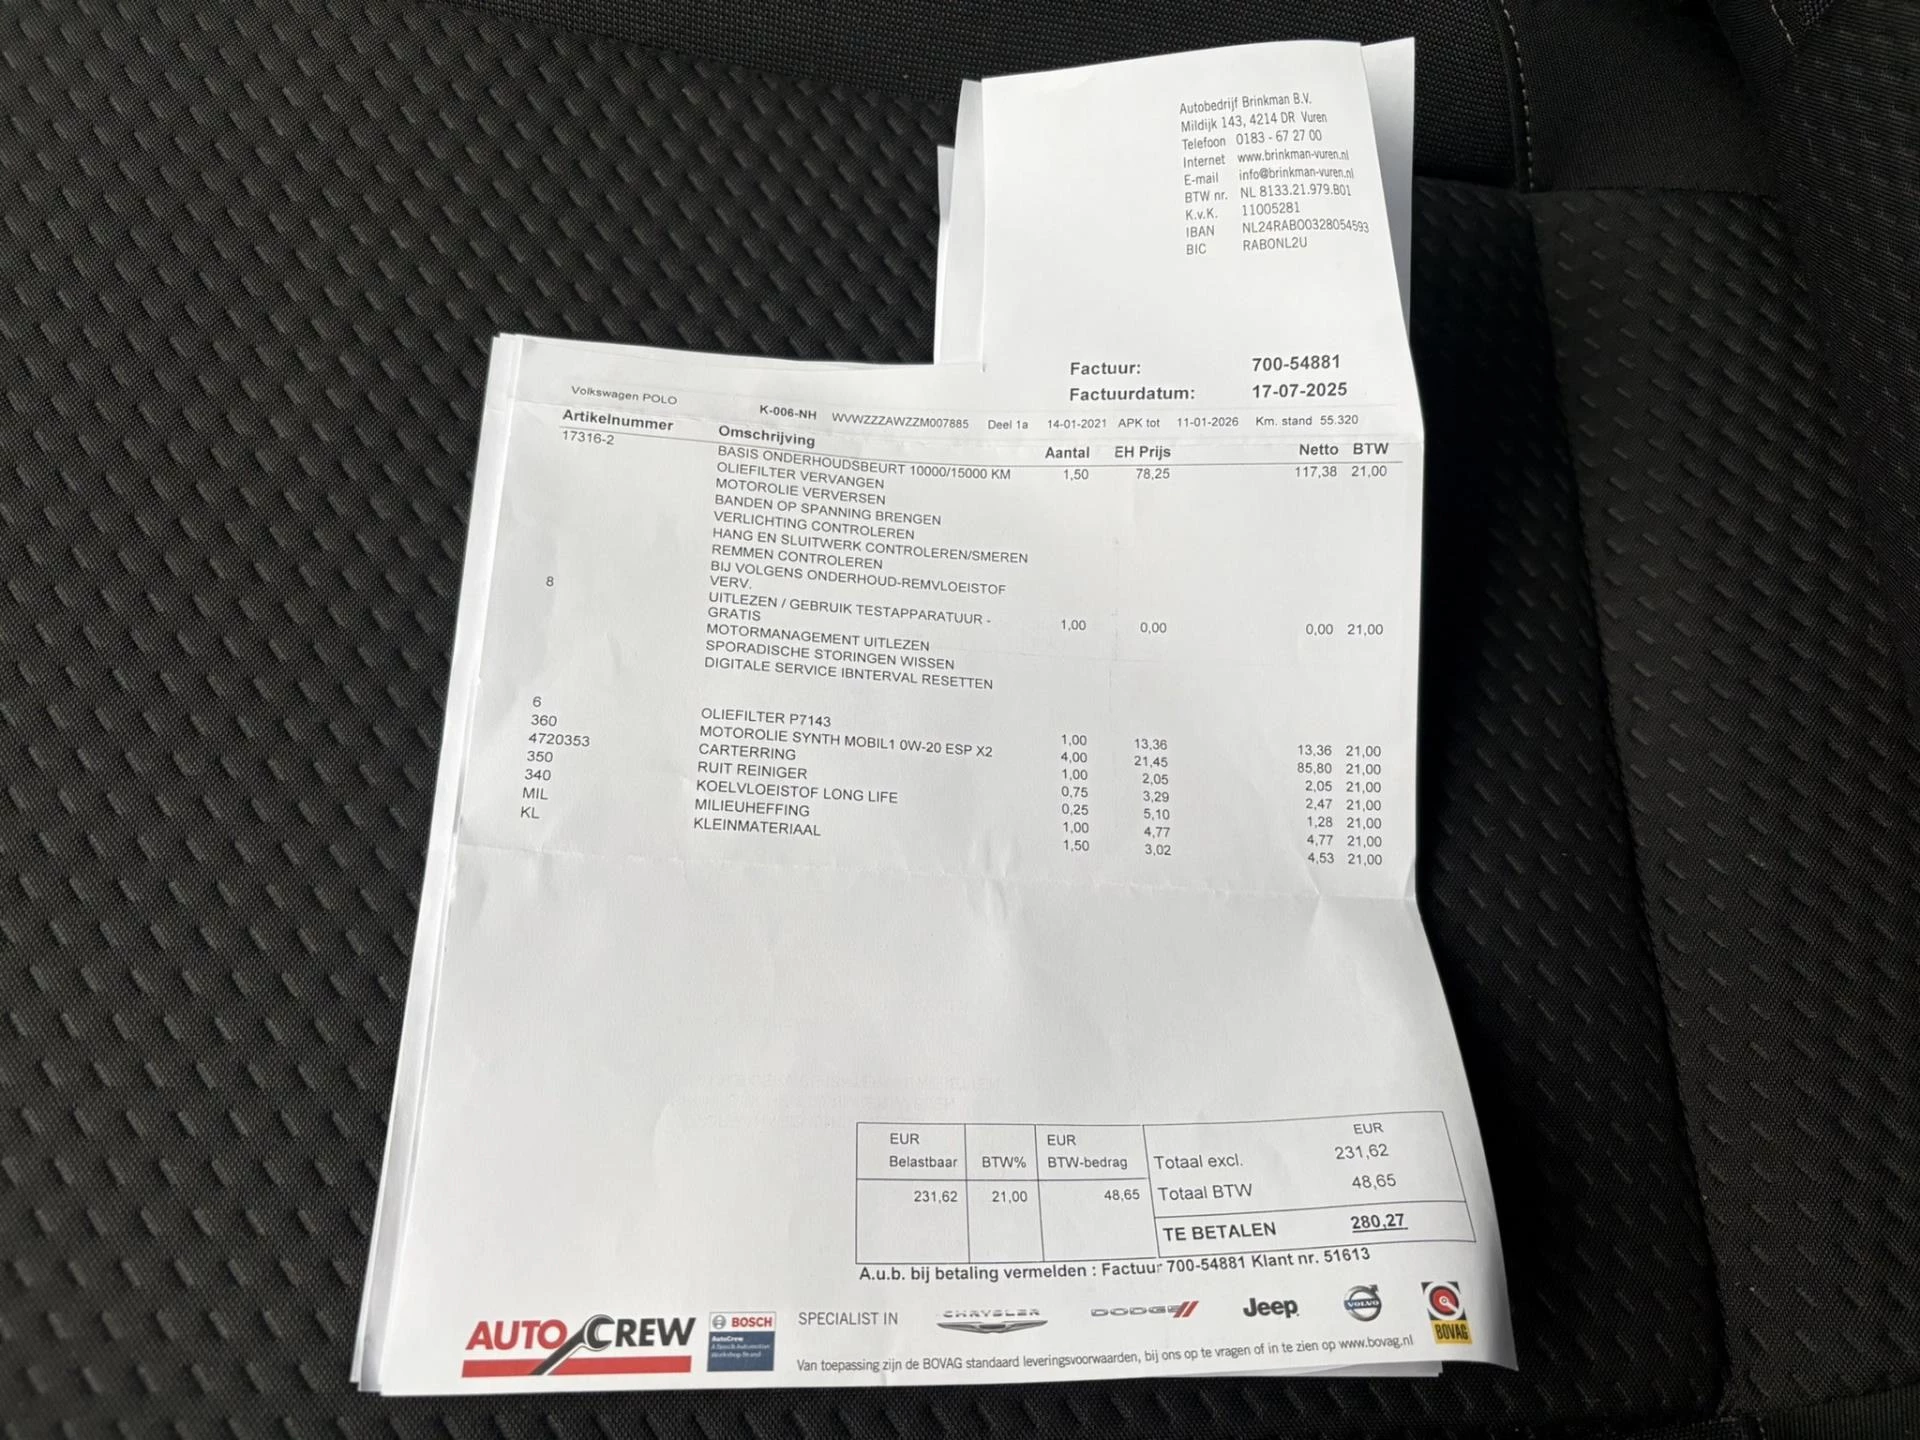 Autobedrijf Brinkman B.V.
Mildijk 143, 4214 DR Vuren
Telefoon 0183 - 67 27 00
Internet www.brinkman-vuren.nl
E-mail info@brinkman-vuren.nl
BTW nr. NL 8133.21.979.B01
K.v.K. 11005281
IBAN NL24RABO0328054593
BIC RABONL2U
Factuur: 700-54881
Factuurdatum: 17-07-2025
Volkswagen POLO K-006-NH WVWZZZAWZZM007885 Deel 1a 14-01-2021 APK tot 11-01-2026 Km. stand 55.320
Artikelnummer Omschrijving Aantal EH Prijs Netto BTW
17316-2 BASIS ONDERHOUDSBEURT 10000/15000 KM 1,50 78,25 117,38 21,00
OLIEFILTER VERVANGEN
MOTOROLIE VERVERSEN
BANDEN OP SPANNING BRENGEN
VERLICHTING CONTROLEREN
HANG EN SLUITWERK CONTROLEREN/SMEREN
REMMEN CONTROLEREN
BIJ VOLGENS ONDERHOUD-REMVLOEISTOF
VERV.
8 UITLEZEN / GEBRUIK TESTAPPARATUUR - 1,00 0,00 0,00 21,00
GRATIS
MOTORMANAGEMENT UITLEZEN
SPORADISCHE STORINGEN WISSEN
DIGITALE SERVICE IBNTERVAL RESETTEN
6 OLIEFILTER P7143 1,00 13,36 13,36 21,00
360 MOTOROLIE SYNTH MOBIL1 0W-20 ESP X2 4,00 21,45 85,80 21,00
4720353 CARTERRING 1,00 2,05 2,05 21,00
350 RUIT REINIGER 0,75 3,29 2,47 21,00
340 KOELVLOEISTOF LONG LIFE 0,25 5,10 1,28 21,00
MIL MILIEUHEFFING 1,00 4,77 4,77 21,00
KL KLEINMATERIAAL 1,50 3,02 4,53 21,00
EUR EUR EUR
Belastbaar BTW% BTW-bedrag Totaal excl. 231,62
231,62 21,00 48,65 Totaal BTW 48,65
TE BETALEN 280,27
A.u.b. bij betaling vermelden : Factuur 700-54881 Klant nr. 51613
AUTO CREW BOSCH SPECIALIST IN CHRYSLER DODGE Jeep VOLVO BOVAG
AutoCrew
A Bosch Automotive
Workshop Brand
Van toepassing zijn de BOVAG standaard leveringsvoorwaarden, bij ons op te vragen of in te zien op www.bovag.nl